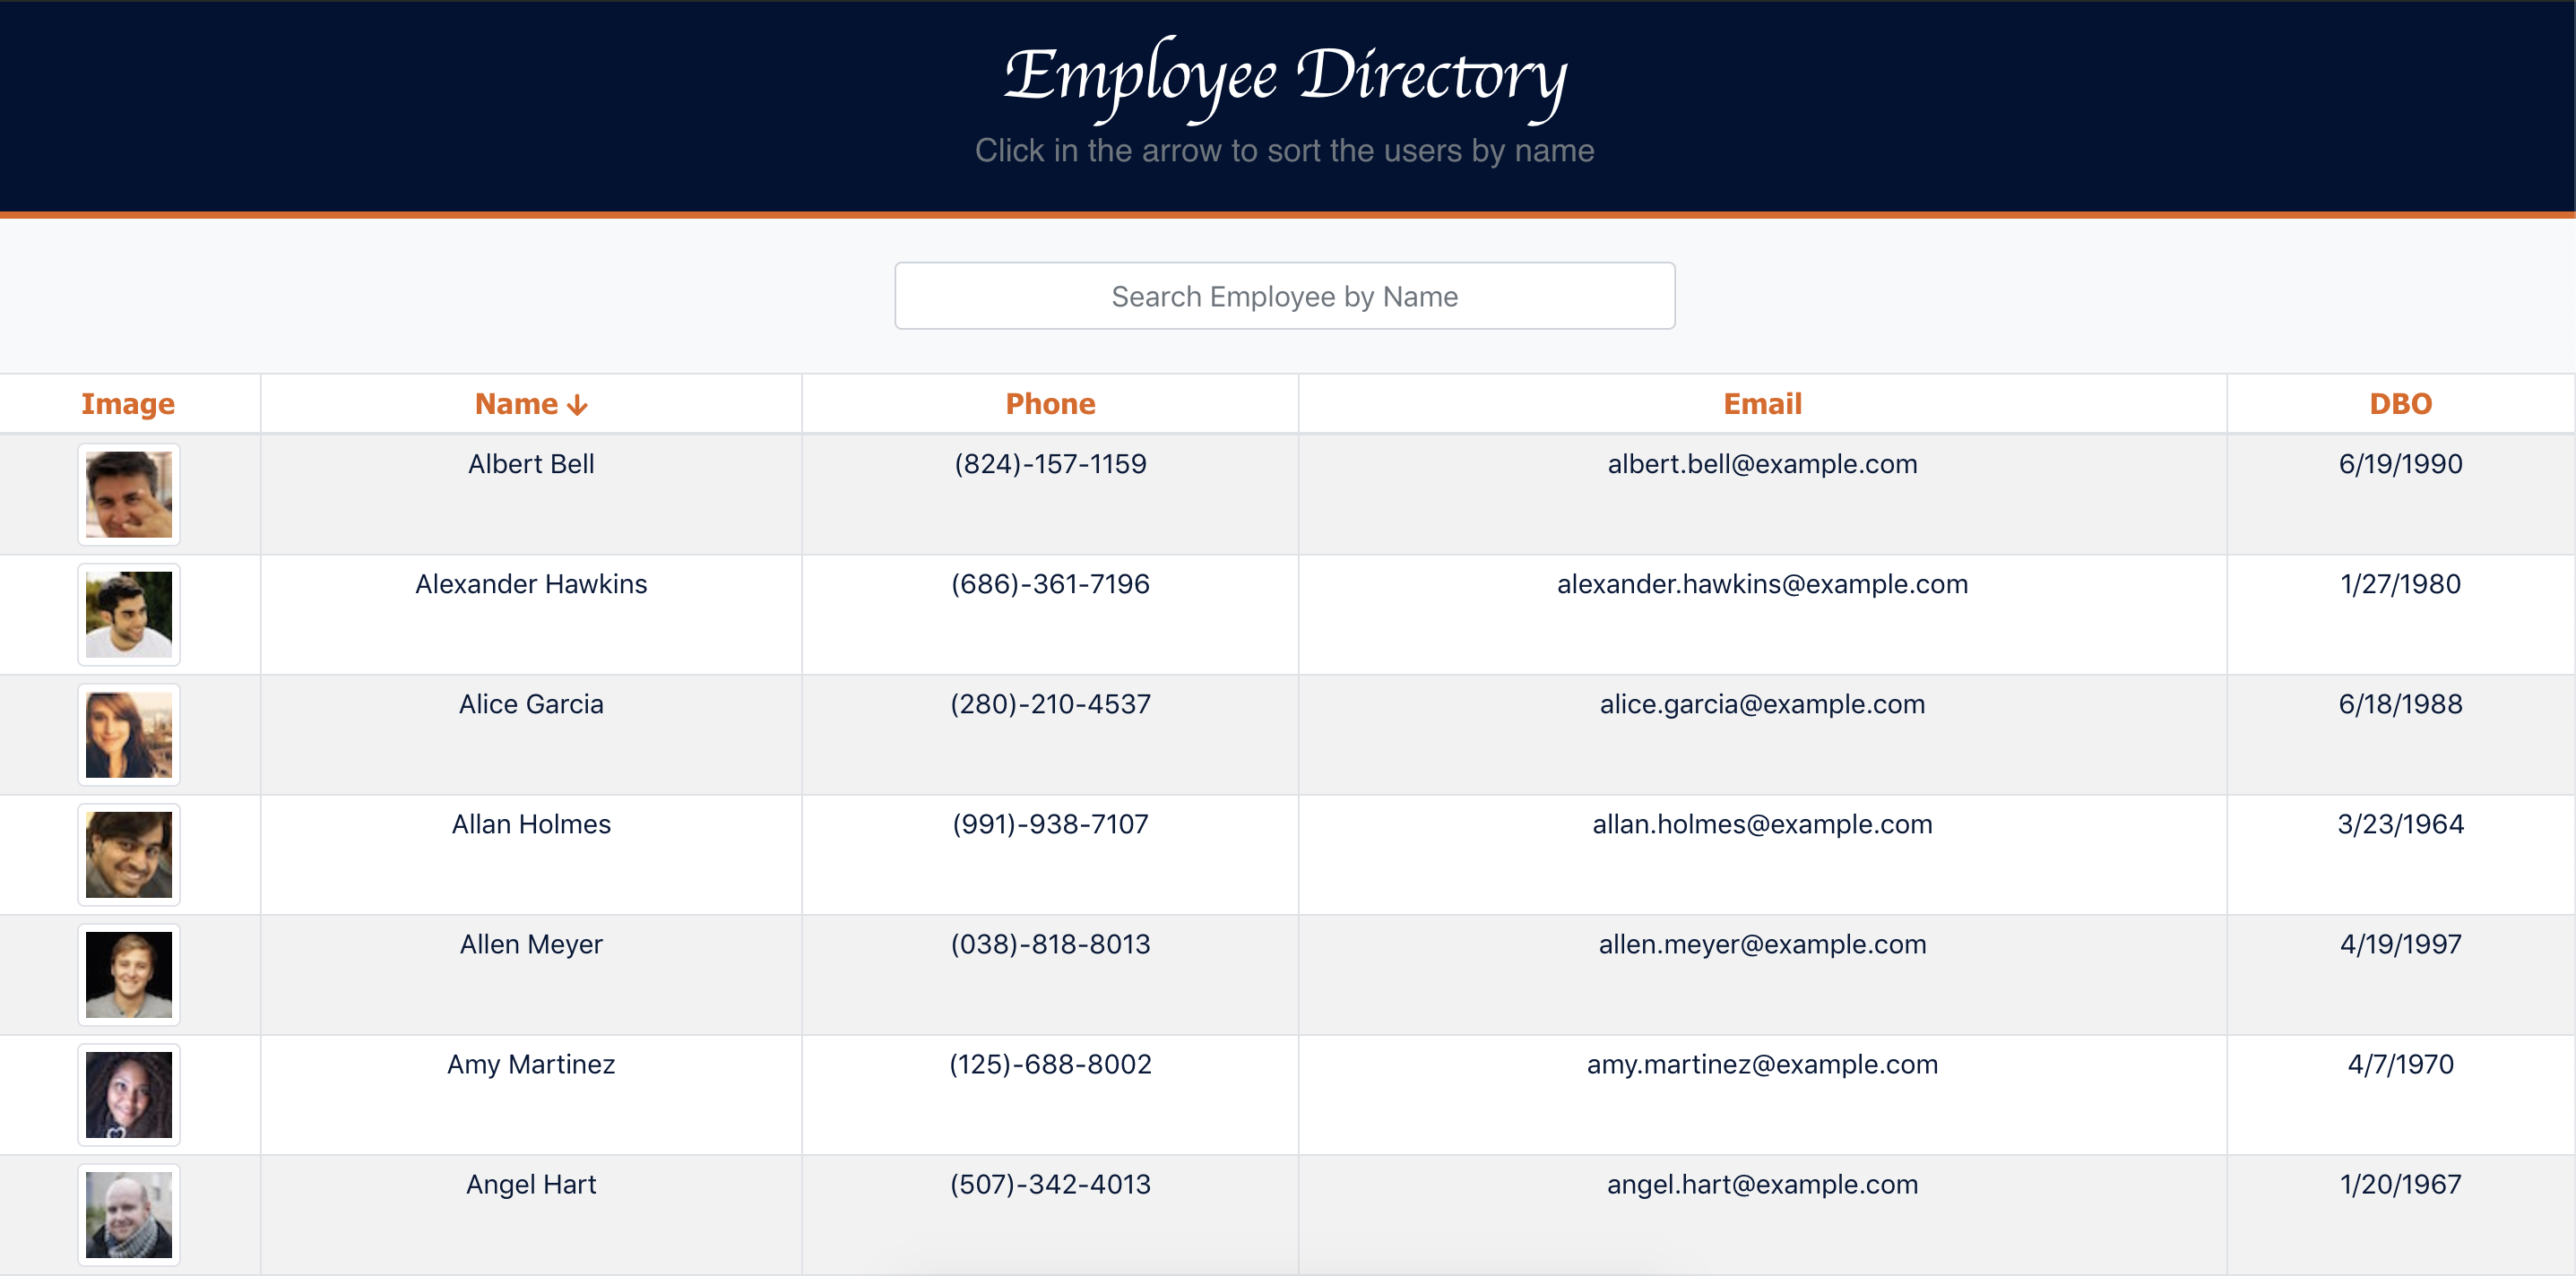 Employee Directory
Click in the arrow to sort the users by name
Search Employee by Name
Image Name ↓ Phone Email DBO
Albert Bell (824)-157-1159 albert.bell@example.com 6/19/1990
Alexander Hawkins (686)-361-7196 alexander.hawkins@example.com 1/27/1980
Alice Garcia (280)-210-4537 alice.garcia@example.com 6/18/1988
Allan Holmes (991)-938-7107 allan.holmes@example.com 3/23/1964
Allen Meyer (038)-818-8013 allen.meyer@example.com 4/19/1997
Amy Martinez (125)-688-8002 amy.martinez@example.com 4/7/1970
Angel Hart (507)-342-4013 angel.hart@example.com 1/20/1967